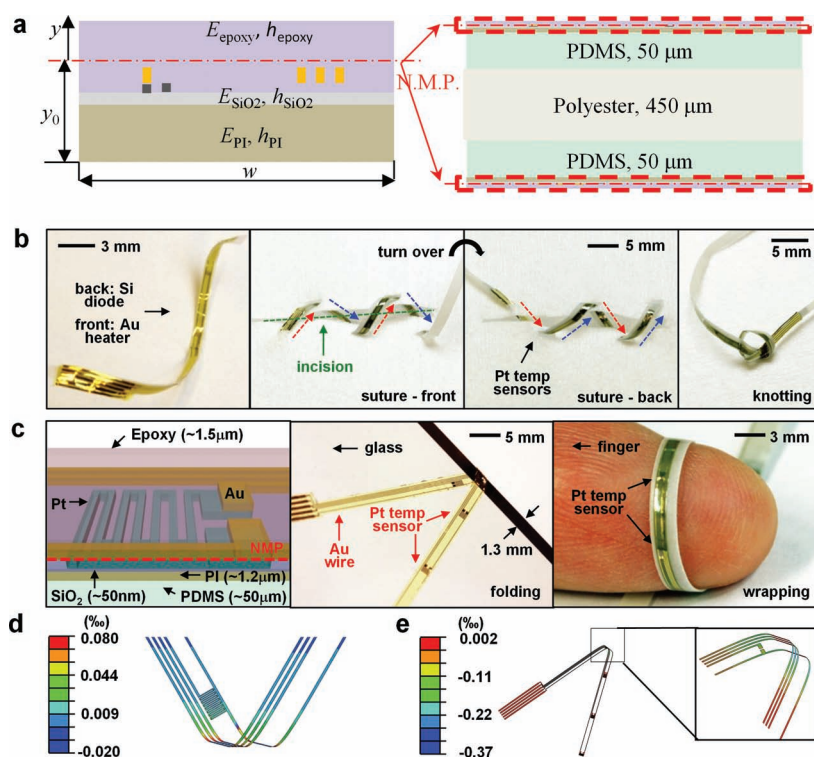 a
y
E_epoxy, h_epoxy
y₀
E_SiO2, h_SiO2
E_PI, h_PI
w
N.M.P.
PDMS, 50 μm
Polyester, 450 μm
PDMS, 50 μm
b
3 mm
back: Si
diode
front: Au
heater
turn over
incision
suture - front
5 mm
Pt temp
sensors
suture - back
5 mm
knotting
c
Epoxy (~1.5μm)
Pt
Au
NMP
PI (~1.2μm)
SiO₂ (~50nm)
PDMS (~50μm)
5 mm
glass
Pt temp
sensor
Au
wire
1.3 mm
folding
3 mm
finger
Pt temp
sensor
wrapping
d
(‰)
0.080
0.044
0.009
-0.020
e
(‰)
0.002
-0.11
-0.22
-0.37